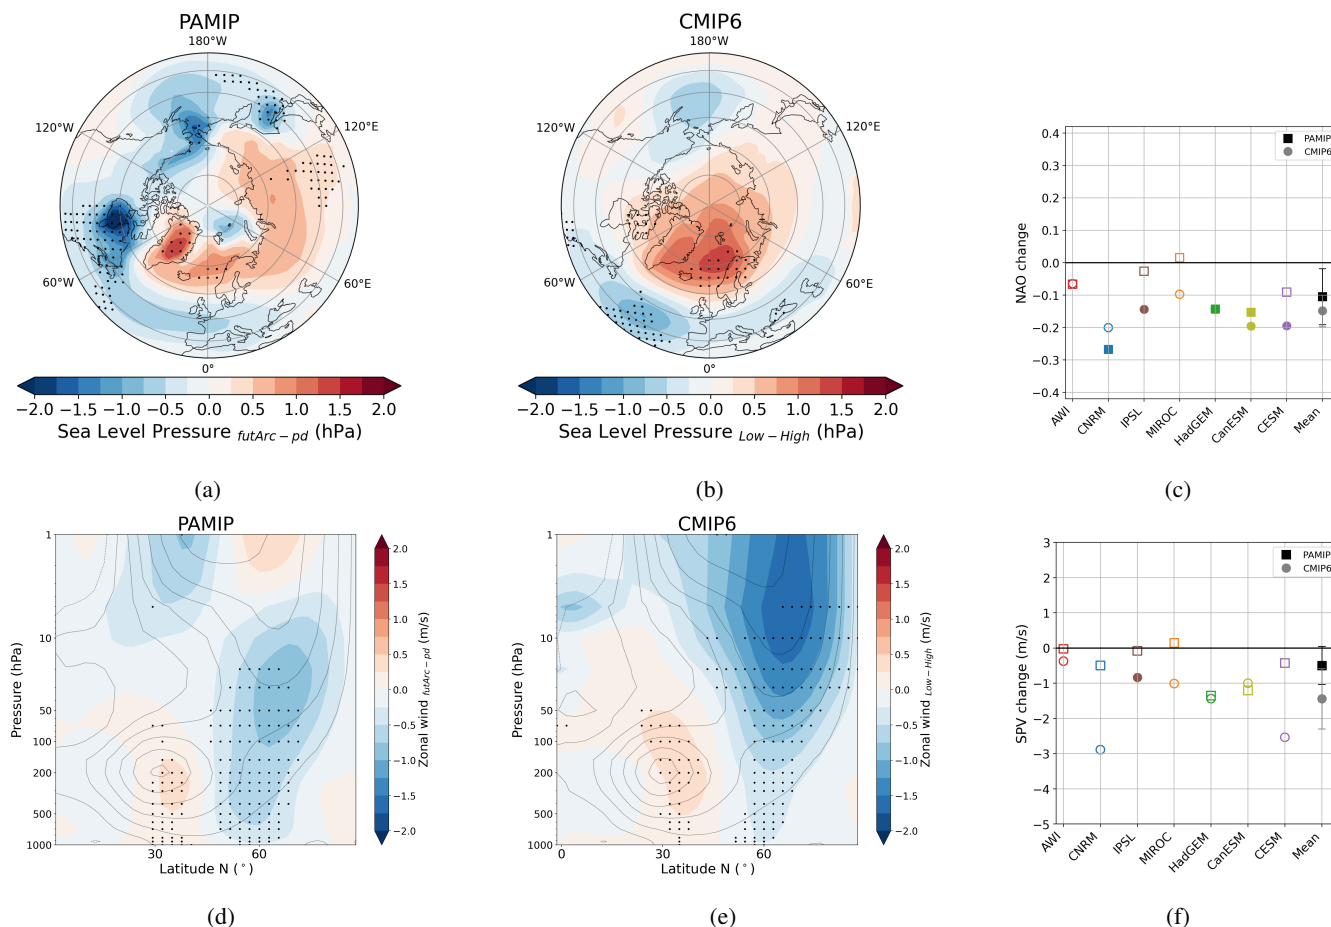 PAMIP
180°W
120°W
120°E
60°W
60°E
0°
−2.0 −1.5 −1.0 −0.5 0.0 0.5 1.0 1.5 2.0
Sea Level Pressure futArc − pd (hPa)
(a)
CMIP6
180°W
120°W
120°E
60°W
60°E
0°
−2.0 −1.5 −1.0 −0.5 0.0 0.5 1.0 1.5 2.0
Sea Level Pressure Low − High (hPa)
(b)
PAMIP
CMIP6
NAO change
0.4
0.3
0.2
0.1
0.0
−0.1
−0.2
−0.3
−0.4
AWI CNRM IPSL MIROC HadGEM CanESM CESM Mean
(c)
PAMIP
Pressure (hPa)
1
10
50
100
200
500
1000
30 60
Latitude N (°)
2.0
1.5
1.0
0.5
0.0
−0.5
−1.0
−1.5
−2.0
Zonal wind futArc − pd (m/s)
(d)
CMIP6
Pressure (hPa)
1
10
50
100
200
500
1000
0 30 60
Latitude N (°)
2.0
1.5
1.0
0.5
0.0
−0.5
−1.0
−1.5
−2.0
Zonal wind Low − High (m/s)
(e)
PAMIP
CMIP6
SPV change (m/s)
3
2
1
0
−1
−2
−3
−4
−5
AWI CNRM IPSL MIROC HadGEM CanESM CESM Mean
(f)